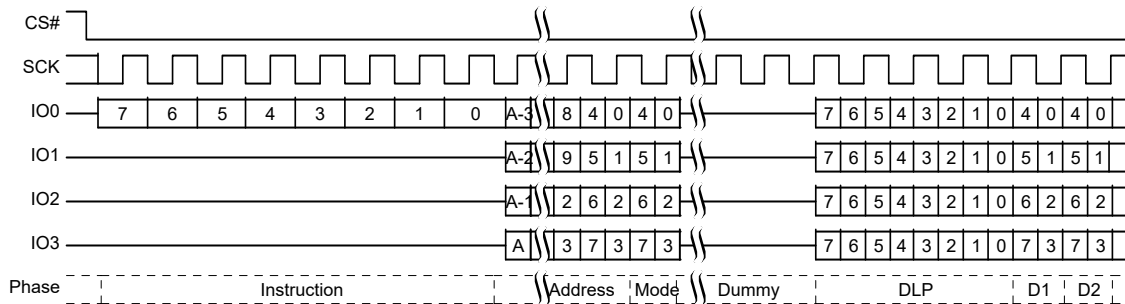 CS#
SCK
IO0 7 6 5 4 3 2 1 0 A-3 8 4 0 4 0 7 6 5 4 3 2 1 0 4 0 4 0
IO1 A-2 9 5 1 5 1 7 6 5 4 3 2 1 0 5 1 5 1
IO2 A-1 2 6 2 6 2 7 6 5 4 3 2 1 0 6 2 6 2
IO3 A 3 7 3 7 3 7 6 5 4 3 2 1 0 7 3 7 3
Phase Instruction Address Mode Dummy DLP D1 D2